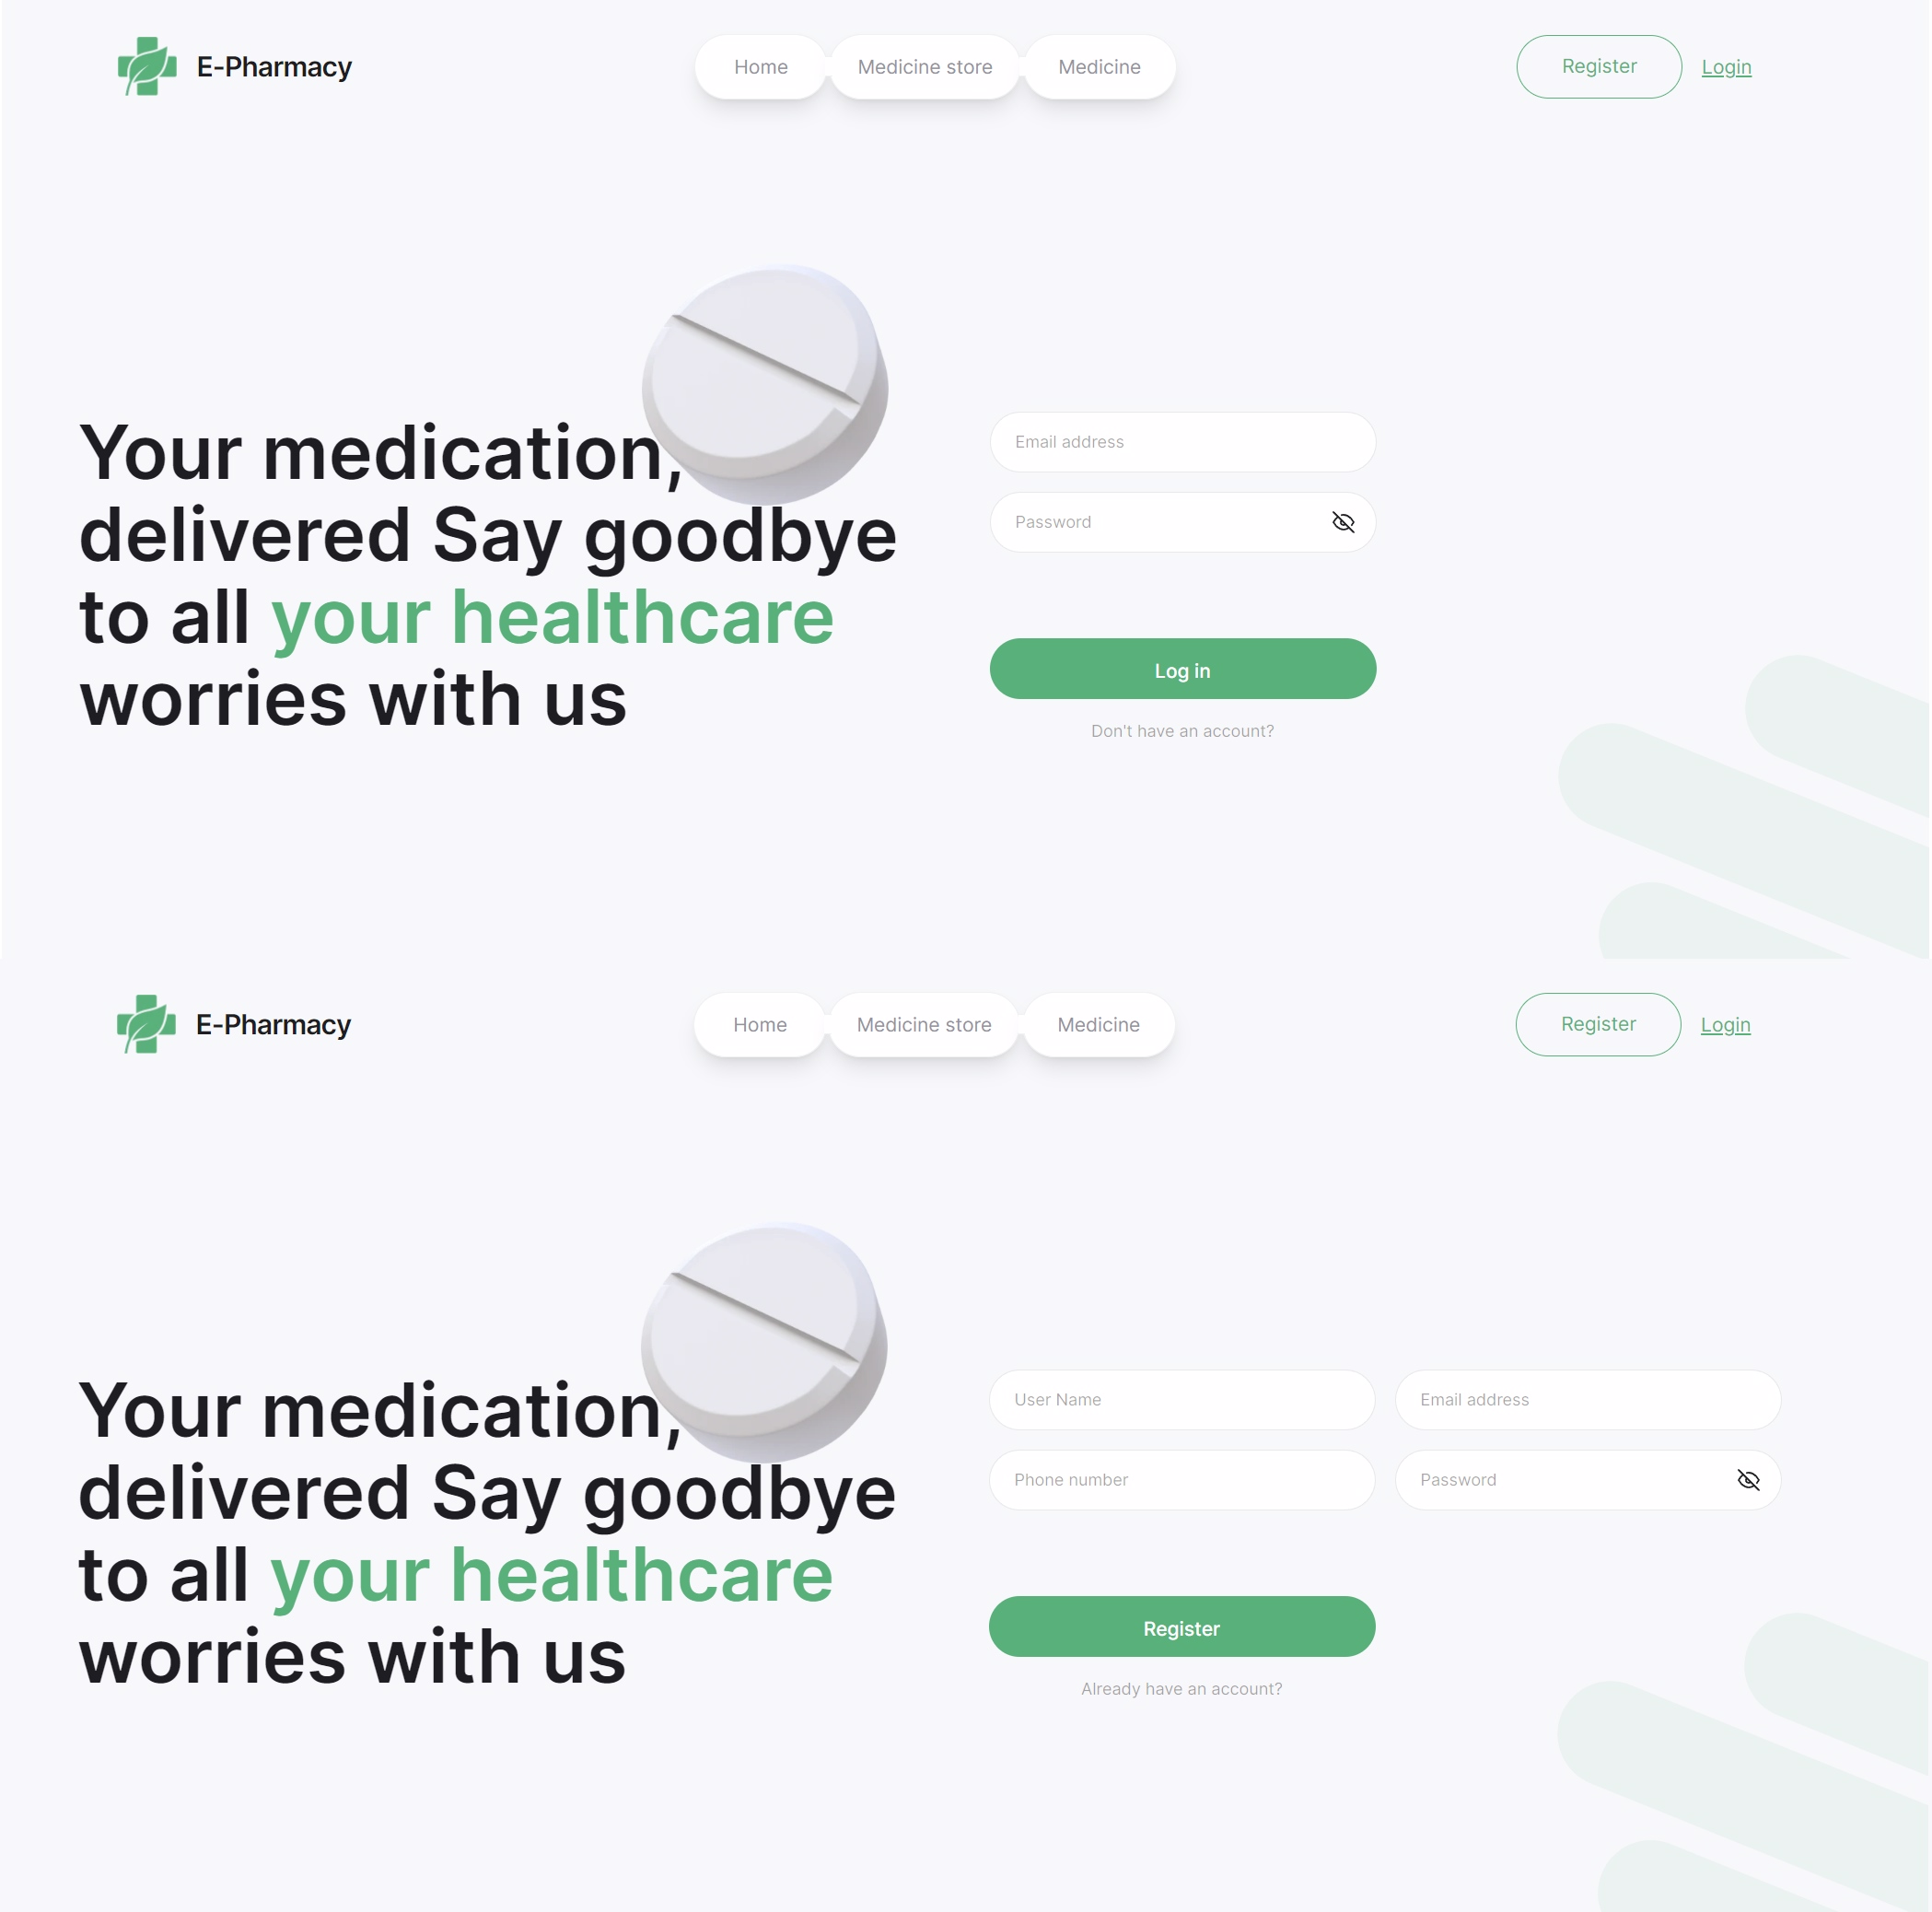 E-Pharmacy
Home
Medicine store
Medicine
Register
Login
Your medication,
delivered Say goodbye
to all your healthcare
worries with us
Email address
Password
Log in
Don't have an account?
E-Pharmacy
Home
Medicine store
Medicine
Register
Login
Your medication,
delivered Say goodbye
to all your healthcare
worries with us
User Name
Email address
Phone number
Password
Register
Already have an account?